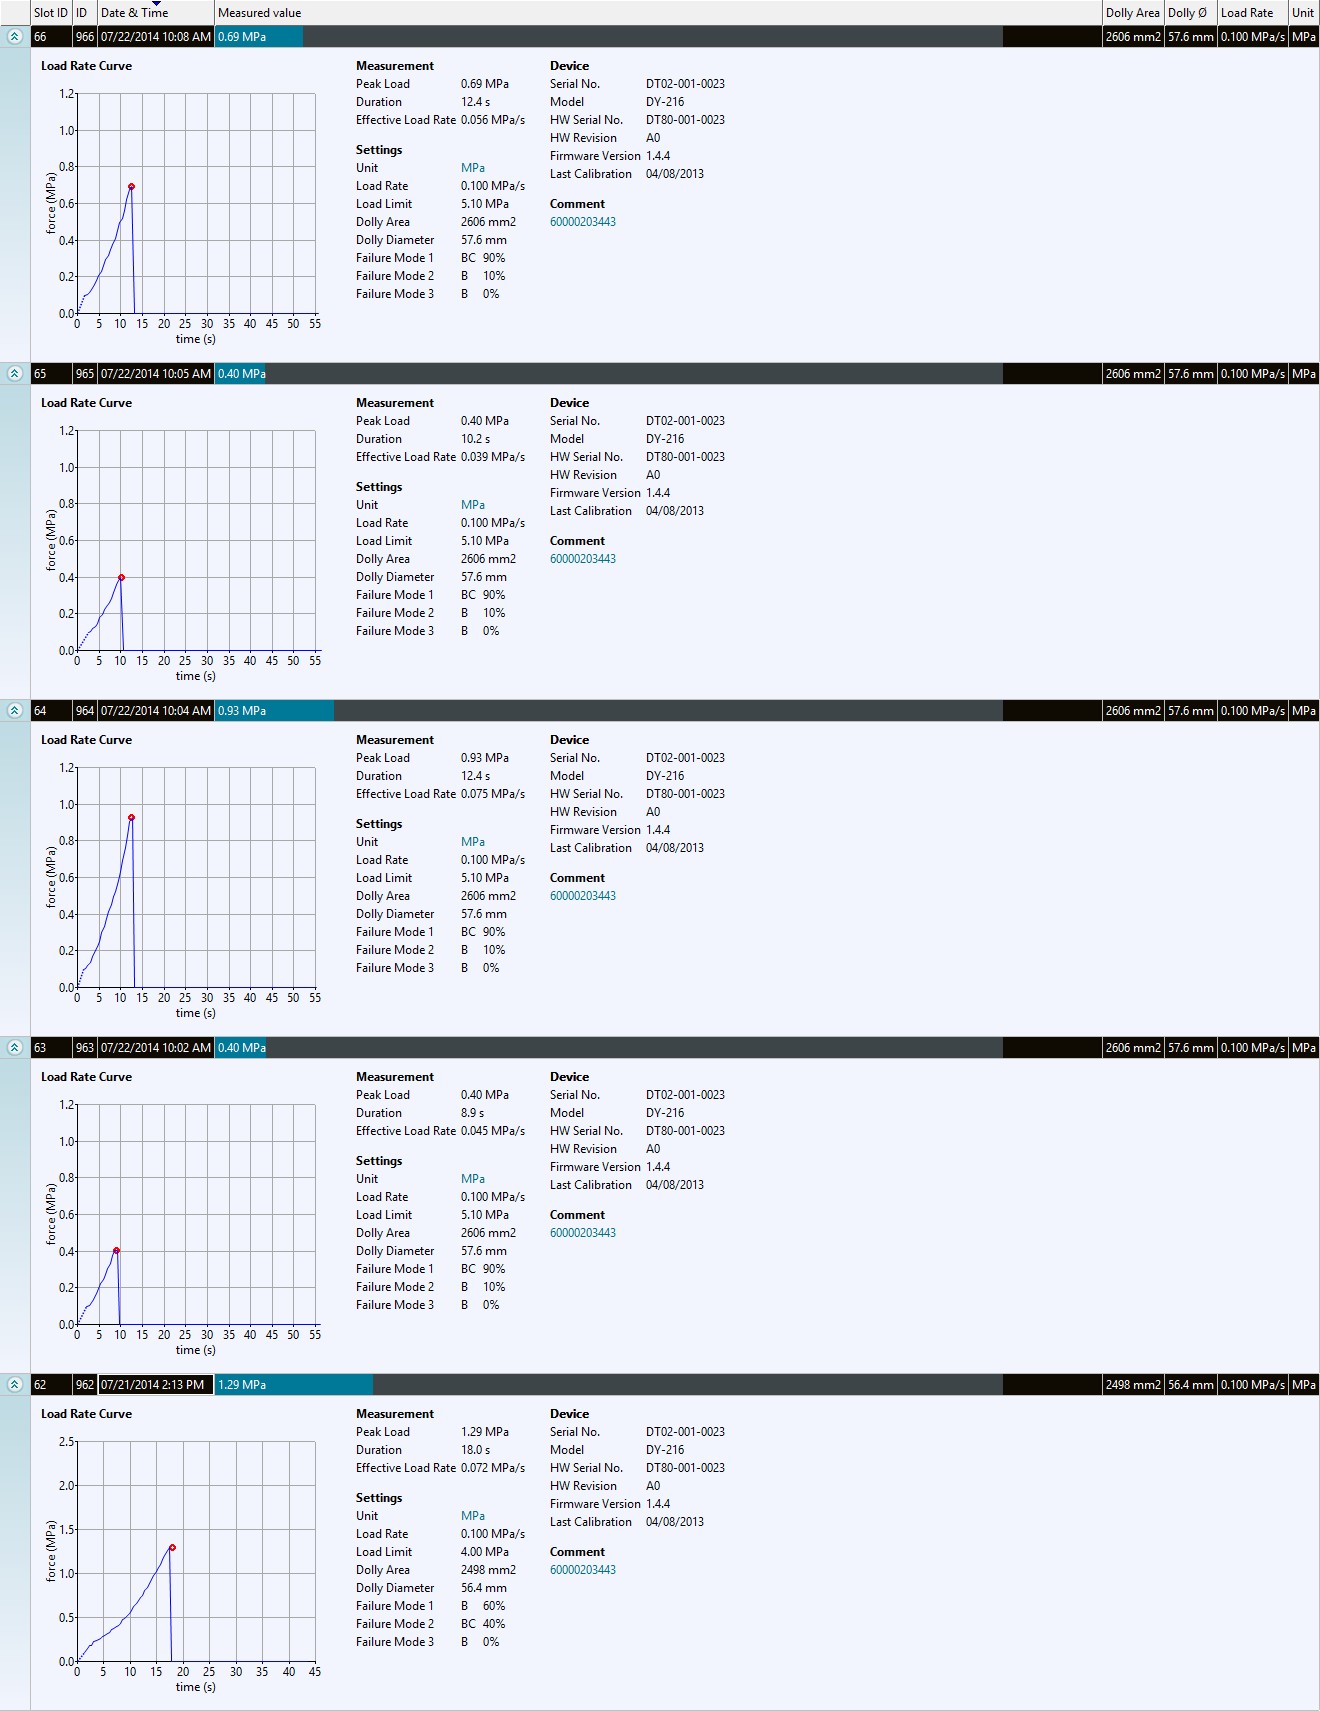 Slot ID ID Date & Time Measured value Dolly Area Dolly Ø Load Rate Unit
66 966 07/22/2014 10:08 AM 0.69 MPa 2606 mm2 57.6 mm 0.100 MPa/s MPa
Load Rate Curve Measurement Device
Peak Load 0.69 MPa Serial No. DT02-001-0023
1.2 Duration 12.4 s Model DY-216
Effective Load Rate 0.056 MPa/s HW Serial No. DT80-001-0023
1.0 HW Revision A0
Settings Firmware Version 1.4.4
0.8 Unit MPa Last Calibration 04/08/2013
Load Rate 0.100 MPa/s
0.6 Load Limit 5.10 MPa Comment
force (MPa) Dolly Area 2606 mm2 60000203443
0.4 Dolly Diameter 57.6 mm
Failure Mode 1 BC 90%
0.2 Failure Mode 2 B 10%
Failure Mode 3 B 0%
0.0
0 5 10 15 20 25 30 35 40 45 50 55
time (s)
65 965 07/22/2014 10:05 AM 0.40 MPa 2606 mm2 57.6 mm 0.100 MPa/s MPa
Load Rate Curve Measurement Device
Peak Load 0.40 MPa Serial No. DT02-001-0023
1.2 Duration 10.2 s Model DY-216
Effective Load Rate 0.039 MPa/s HW Serial No. DT80-001-0023
1.0 HW Revision A0
Settings Firmware Version 1.4.4
0.8 Unit MPa Last Calibration 04/08/2013
Load Rate 0.100 MPa/s
0.6 Load Limit 5.10 MPa Comment
force (MPa) Dolly Area 2606 mm2 60000203443
0.4 Dolly Diameter 57.6 mm
Failure Mode 1 BC 90%
0.2 Failure Mode 2 B 10%
Failure Mode 3 B 0%
0.0
0 5 10 15 20 25 30 35 40 45 50 55
time (s)
64 964 07/22/2014 10:04 AM 0.93 MPa 2606 mm2 57.6 mm 0.100 MPa/s MPa
Load Rate Curve Measurement Device
Peak Load 0.93 MPa Serial No. DT02-001-0023
1.2 Duration 12.4 s Model DY-216
Effective Load Rate 0.075 MPa/s HW Serial No. DT80-001-0023
1.0 HW Revision A0
Settings Firmware Version 1.4.4
0.8 Unit MPa Last Calibration 04/08/2013
Load Rate 0.100 MPa/s
0.6 Load Limit 5.10 MPa Comment
force (MPa) Dolly Area 2606 mm2 60000203443
0.4 Dolly Diameter 57.6 mm
Failure Mode 1 BC 90%
0.2 Failure Mode 2 B 10%
Failure Mode 3 B 0%
0.0
0 5 10 15 20 25 30 35 40 45 50 55
time (s)
63 963 07/22/2014 10:02 AM 0.40 MPa 2606 mm2 57.6 mm 0.100 MPa/s MPa
Load Rate Curve Measurement Device
Peak Load 0.40 MPa Serial No. DT02-001-0023
1.2 Duration 8.9 s Model DY-216
Effective Load Rate 0.045 MPa/s HW Serial No. DT80-001-0023
1.0 HW Revision A0
Settings Firmware Version 1.4.4
0.8 Unit MPa Last Calibration 04/08/2013
Load Rate 0.100 MPa/s
0.6 Load Limit 5.10 MPa Comment
force (MPa) Dolly Area 2606 mm2 60000203443
0.4 Dolly Diameter 57.6 mm
Failure Mode 1 BC 90%
0.2 Failure Mode 2 B 10%
Failure Mode 3 B 0%
0.0
0 5 10 15 20 25 30 35 40 45 50 55
time (s)
62 962 07/21/2014 2:13 PM 1.29 MPa 2498 mm2 56.4 mm 0.100 MPa/s MPa
Load Rate Curve Measurement Device
Peak Load 1.29 MPa Serial No. DT02-001-0023
2.5 Duration 18.0 s Model DY-216
Effective Load Rate 0.072 MPa/s HW Serial No. DT80-001-0023
2.0 HW Revision A0
Settings Firmware Version 1.4.4
Unit MPa Last Calibration 04/08/2013
1.5 Load Rate 0.100 MPa/s
Load Limit 4.00 MPa Comment
force (MPa) Dolly Area 2498 mm2 60000203443
1.0 Dolly Diameter 56.4 mm
Failure Mode 1 B 60%
0.5 Failure Mode 2 BC 40%
Failure Mode 3 B 0%
0.0
0 5 10 15 20 25 30 35 40 45
time (s)